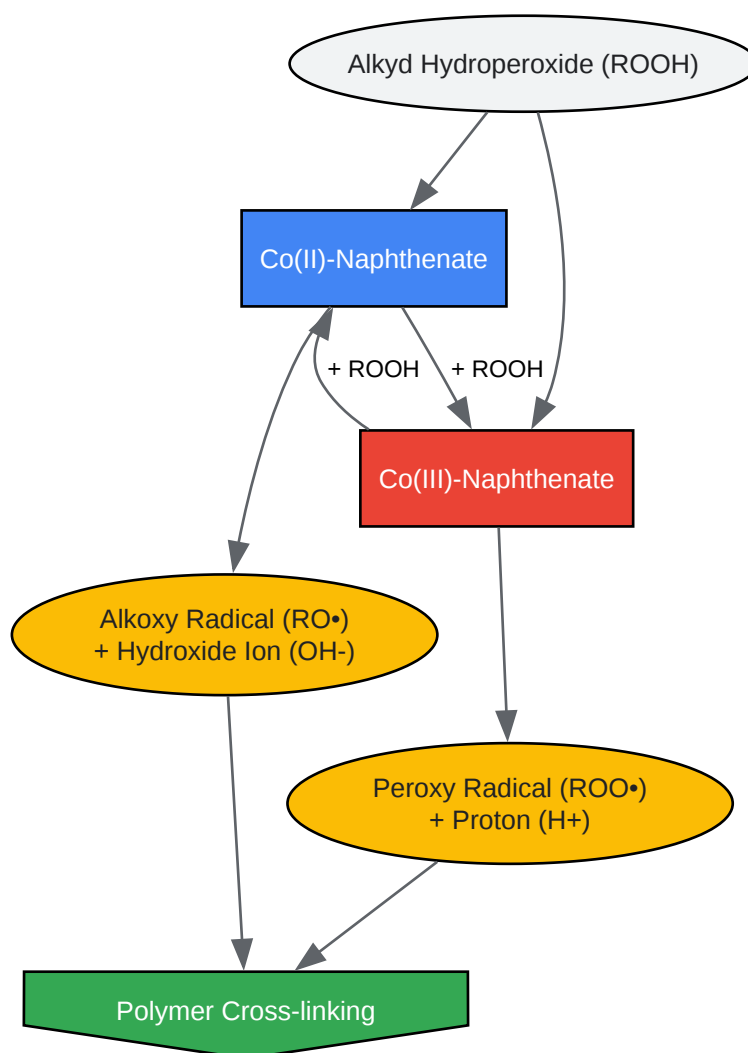 Alkyd Hydroperoxide (ROOH)
Co(II)-Naphthenate
+ ROOH
+ ROOH
Co(III)-Naphthenate
Alkoxy Radical (RO•)
+ Hydroxide Ion (OH-)
Peroxy Radical (ROO•)
+ Proton (H+)
Polymer Cross-linking